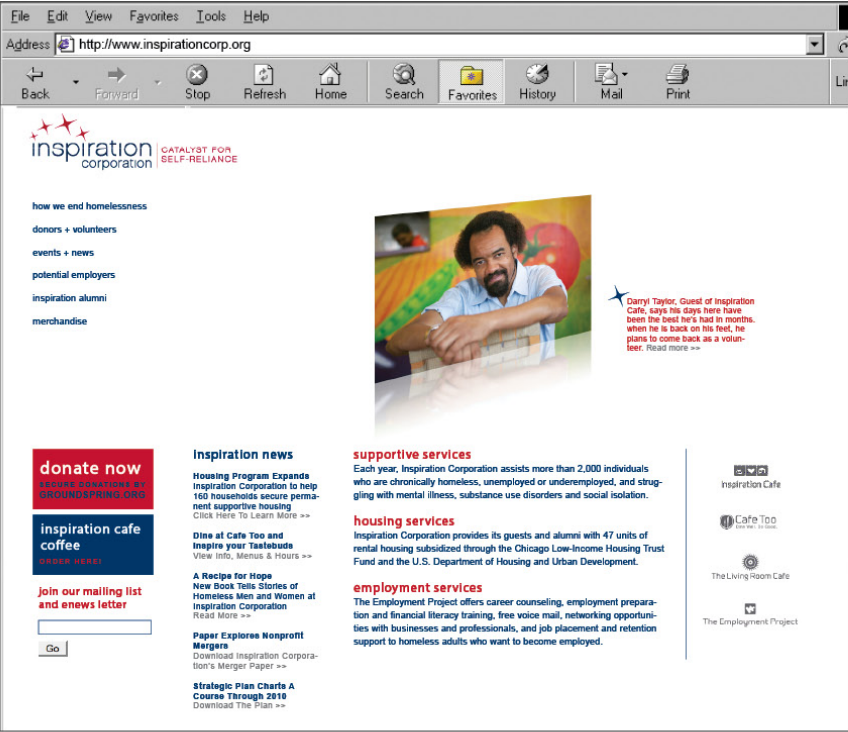 File Edit View Favorites Tools Help
Address http://www.inspirationcorp.org
Back Forward Stop Refresh Home Search Favorites History Mail Print
inspiration
corporation
CATALYST FOR
SELF-RELIANCE
how we end homelessness
donors + volunteers
events + news
potential employers
inspiration alumni
merchandise
Darryl Taylor, Guest of Inspiration
Cafe, says his days here have
been the best he's had in months.
when he is back on his feet, he
plans to come back as a volun-
teer. Read more >>
donate now
SECURE DONATIONS BY
GROUNDSPRING.ORG
inspiration cafe
coffee
ORDER HERE!
join our mailing list
and enews letter
Go
inspiration news
Housing Program Expands
Inspiration Corporation to help
160 households secure perma-
nent supportive housing
Click Here To Learn More >>
Dine at Cafe Too and
Inspire your Tastebuds
View Info, Menus & Hours >>
A Recipe for Hope
New Book Tells Stories of
Homeless Men and Women at
Inspiration Corporation
Read More >>
Paper Explores Nonprofit
Mergers
Download Inspiration Corpora-
tion's Merger Paper >>
Strategic Plan Charts A
Course Through 2010
Download The Plan >>
supportive services
Each year, Inspiration Corporation assists more than 2,000 individuals
who are chronically homeless, unemployed or underemployed, and strug-
gling with mental illness, substance use disorders and social isolation.
housing services
Inspiration Corporation provides its guests and alumni with 47 units of
rental housing subsidized through the Chicago Low-Income Housing Trust
Fund and the U.S. Department of Housing and Urban Development.
employment services
The Employment Project offers career counseling, employment prepara-
tion and financial literacy training, free voice mail, networking opportuni-
ties with businesses and professionals, and job placement and retention
support to homeless adults who want to become employed.
Inspiration Cafe
Cafe Too
The Living Room Cafe
The Employment Project